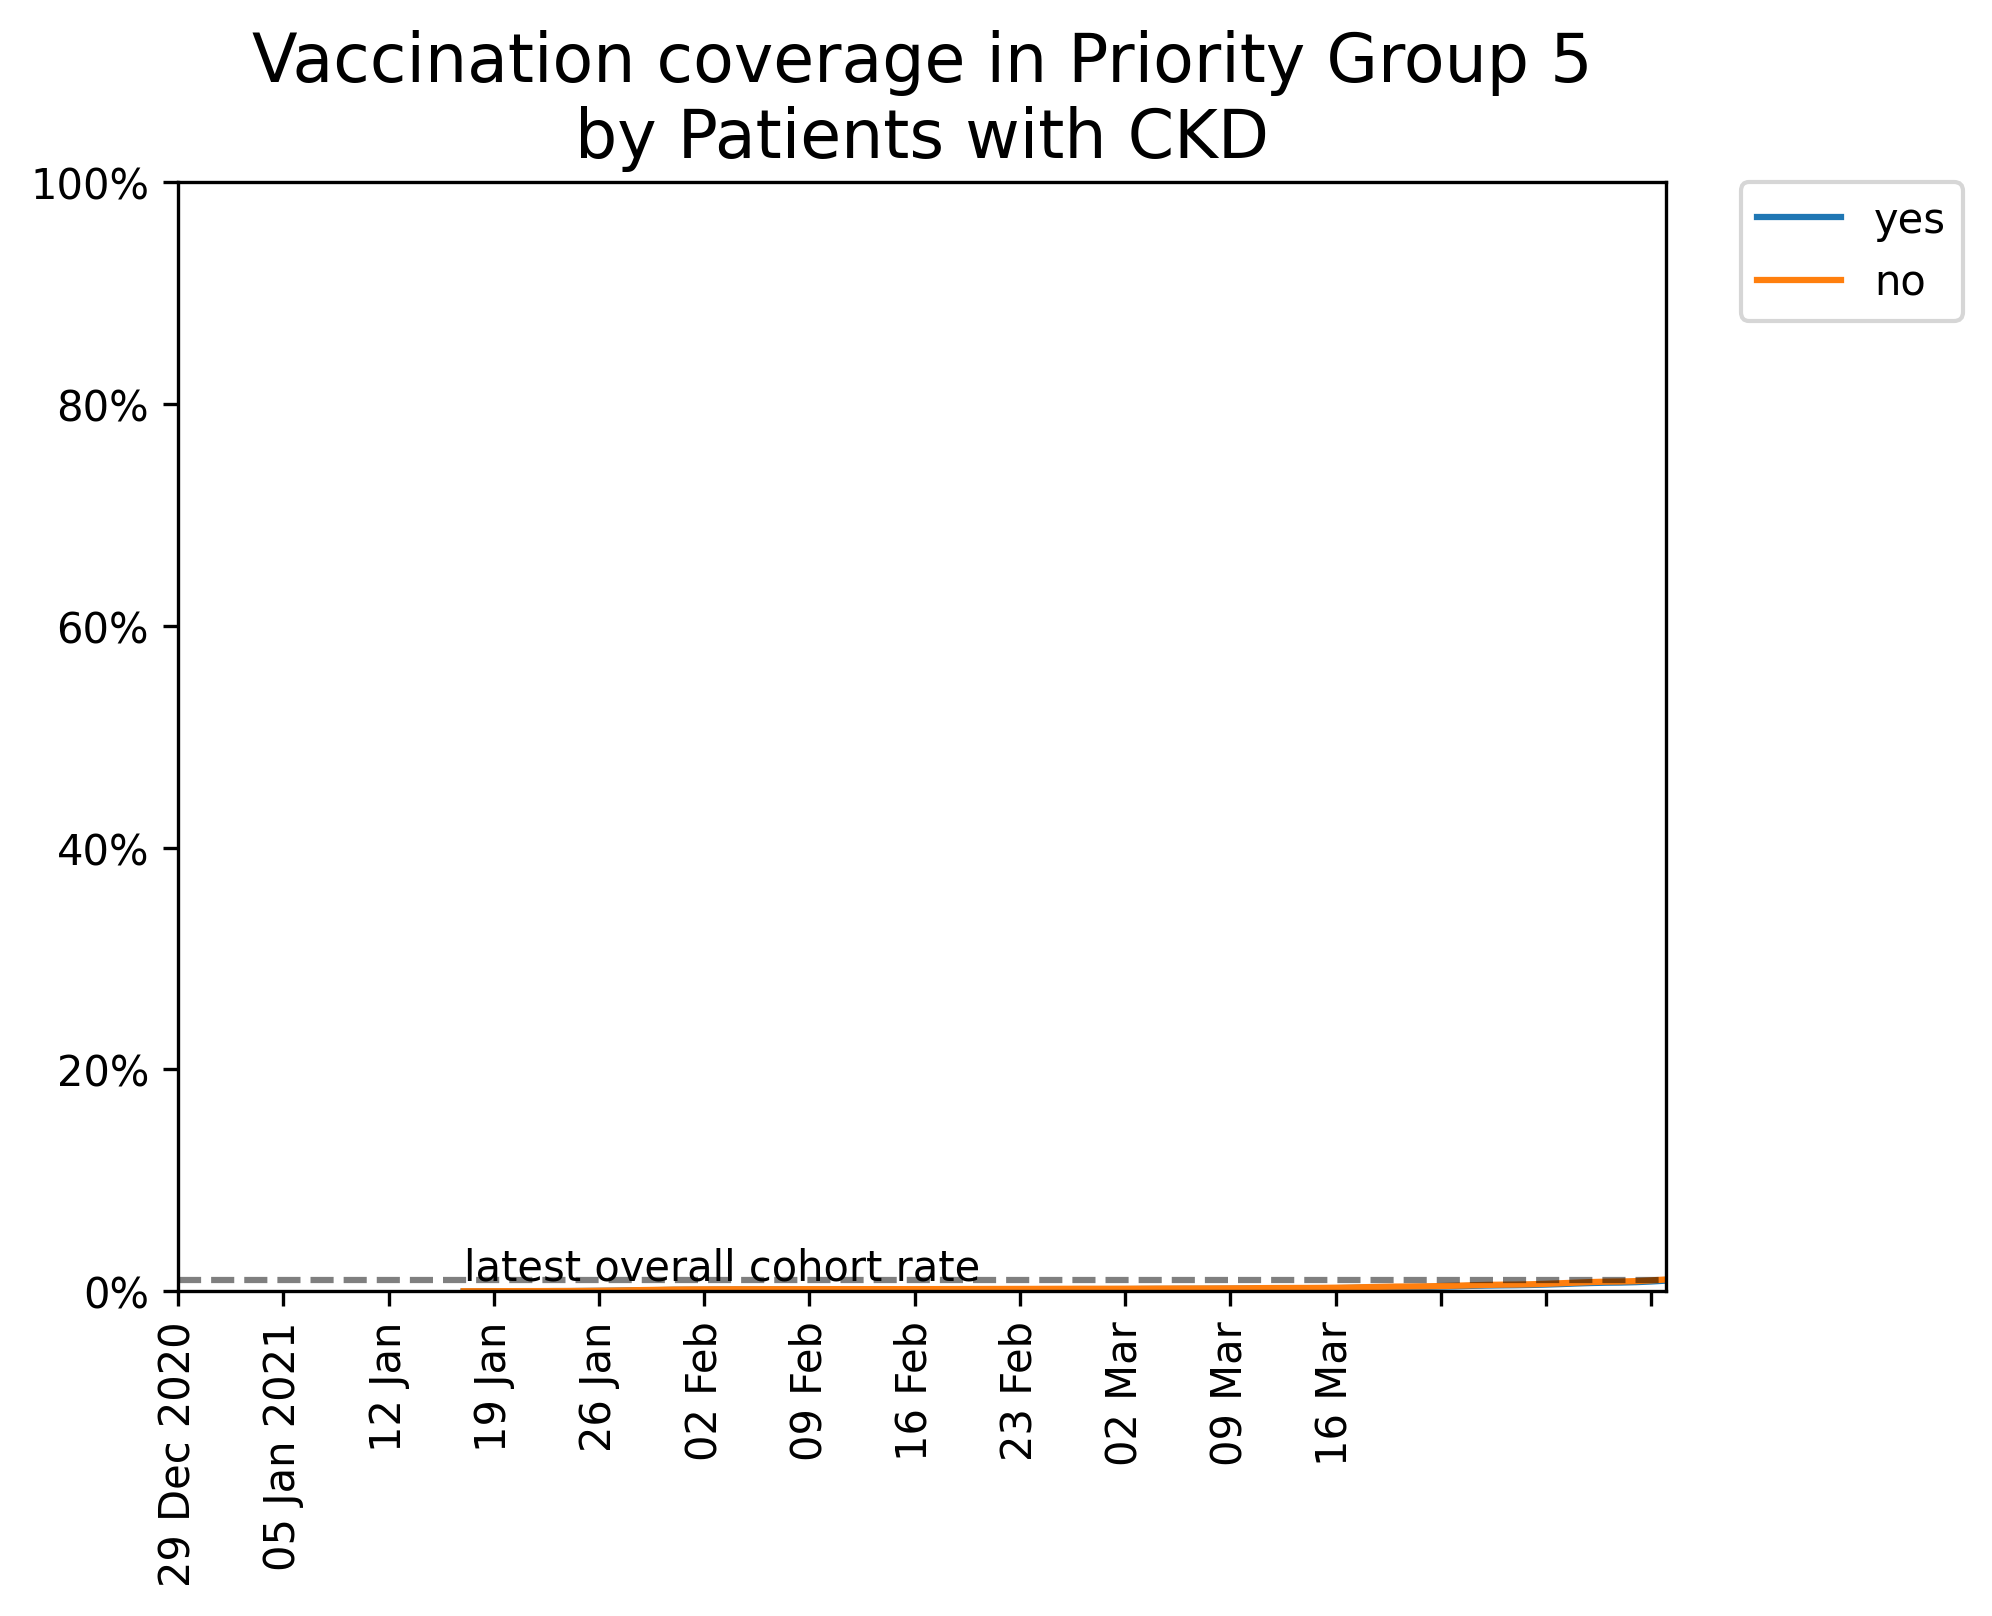 Vaccination coverage in Priority Group 5
by Patients with CKD
100%
80%
60%
40%
20%
0%
yes
no
latest overall cohort rate
29 Dec 2020
05 Jan 2021
12 Jan
19 Jan
26 Jan
02 Feb
09 Feb
16 Feb
23 Feb
02 Mar
09 Mar
16 Mar